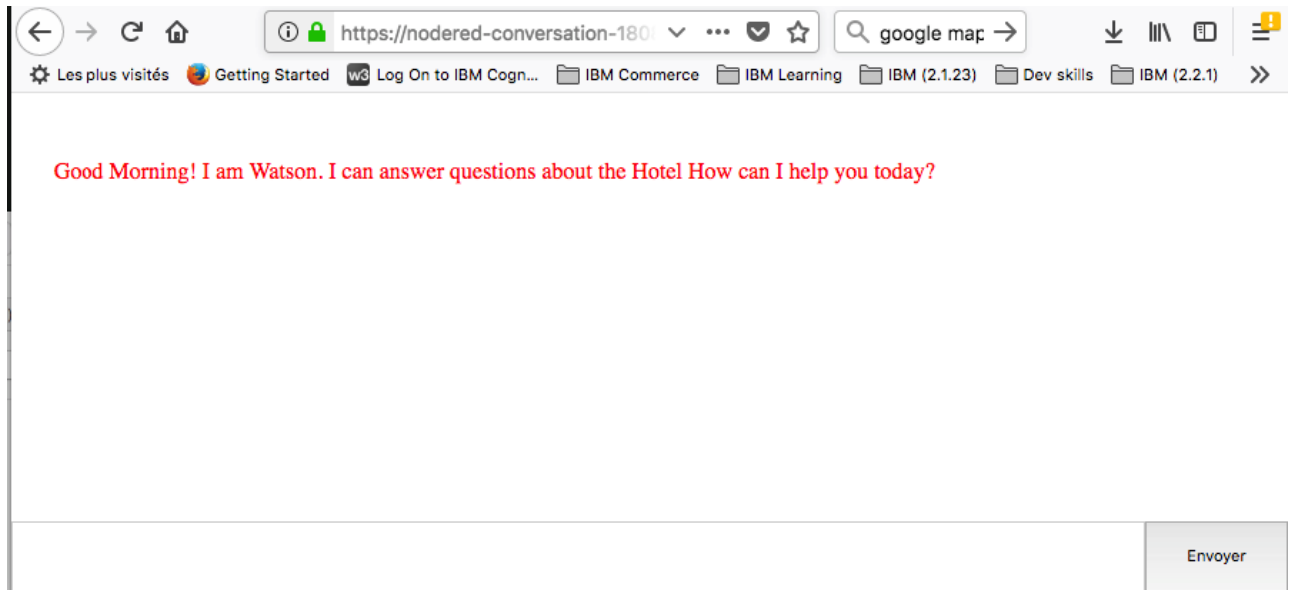 https://nodered-conversation-180 google map
Les plus visités Getting Started w3 Log On to IBM Cogn... IBM Commerce IBM Learning IBM (2.1.23) Dev skills IBM (2.2.1)
Good Morning! I am Watson. I can answer questions about the Hotel How can I help you today?
Envoyer